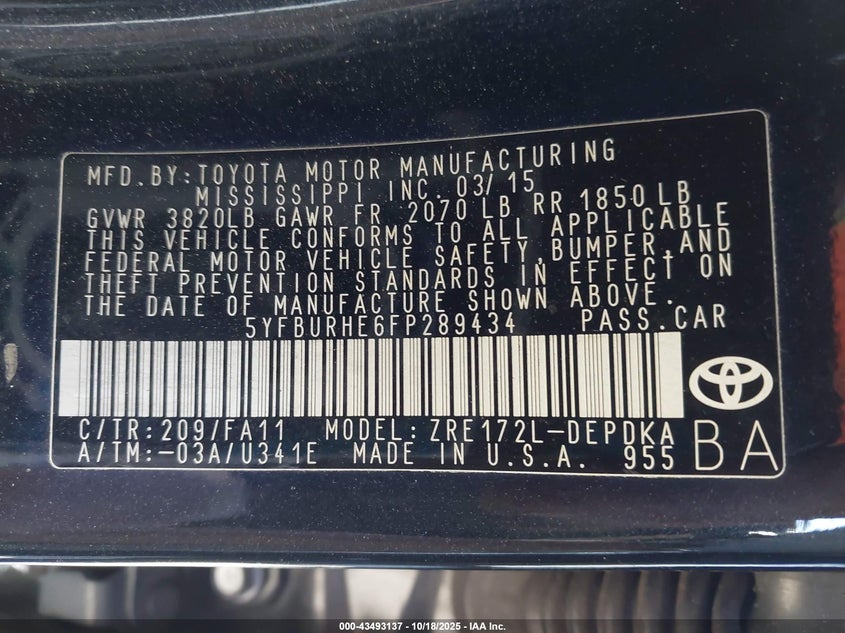 MFD.BY:TOYOTA MOTOR MANUFACTURING
MISSISSIPPI INC. 03/15
GVWR 3820LB GAWR FR 2070 LB RR 1850 LB
THIS VEHICLE CONFORMS TO ALL APPLICABLE
FEDERAL MOTOR VEHICLE SAFETY,BUMPER,AND
THEFT PREVENTION STANDARDS IN EFFECT ON
THE DATE OF MANUFACTURE SHOWN ABOVE.
5YFBURHE6FP289434 PASS.CAR
C/TR:209/FA11 MODEL:ZRE172L-DEPDKA
A/TM:-03A/U341E MADE IN U.S.A. 955 BA
000-43493137 - 10/18/2025 - IAA Inc.